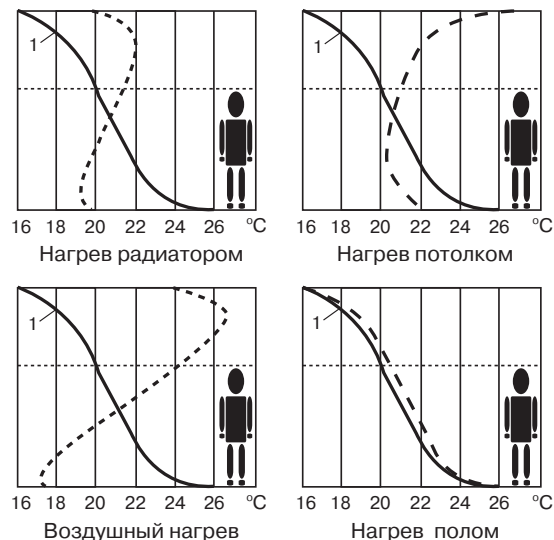 1
1
16 18 20 22 24 26 °C
16 18 20 22 24 26 °C
Нагрев радиатором
Нагрев потолком
1
1
16 18 20 22 24 26 °C
16 18 20 22 24 26 °C
Воздушный нагрев
Нагрев полом